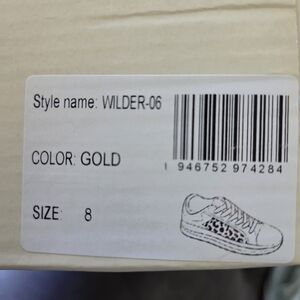 Style name: WILDER-06
COLOR: GOLD
1 946752 974284
SIZE: 8